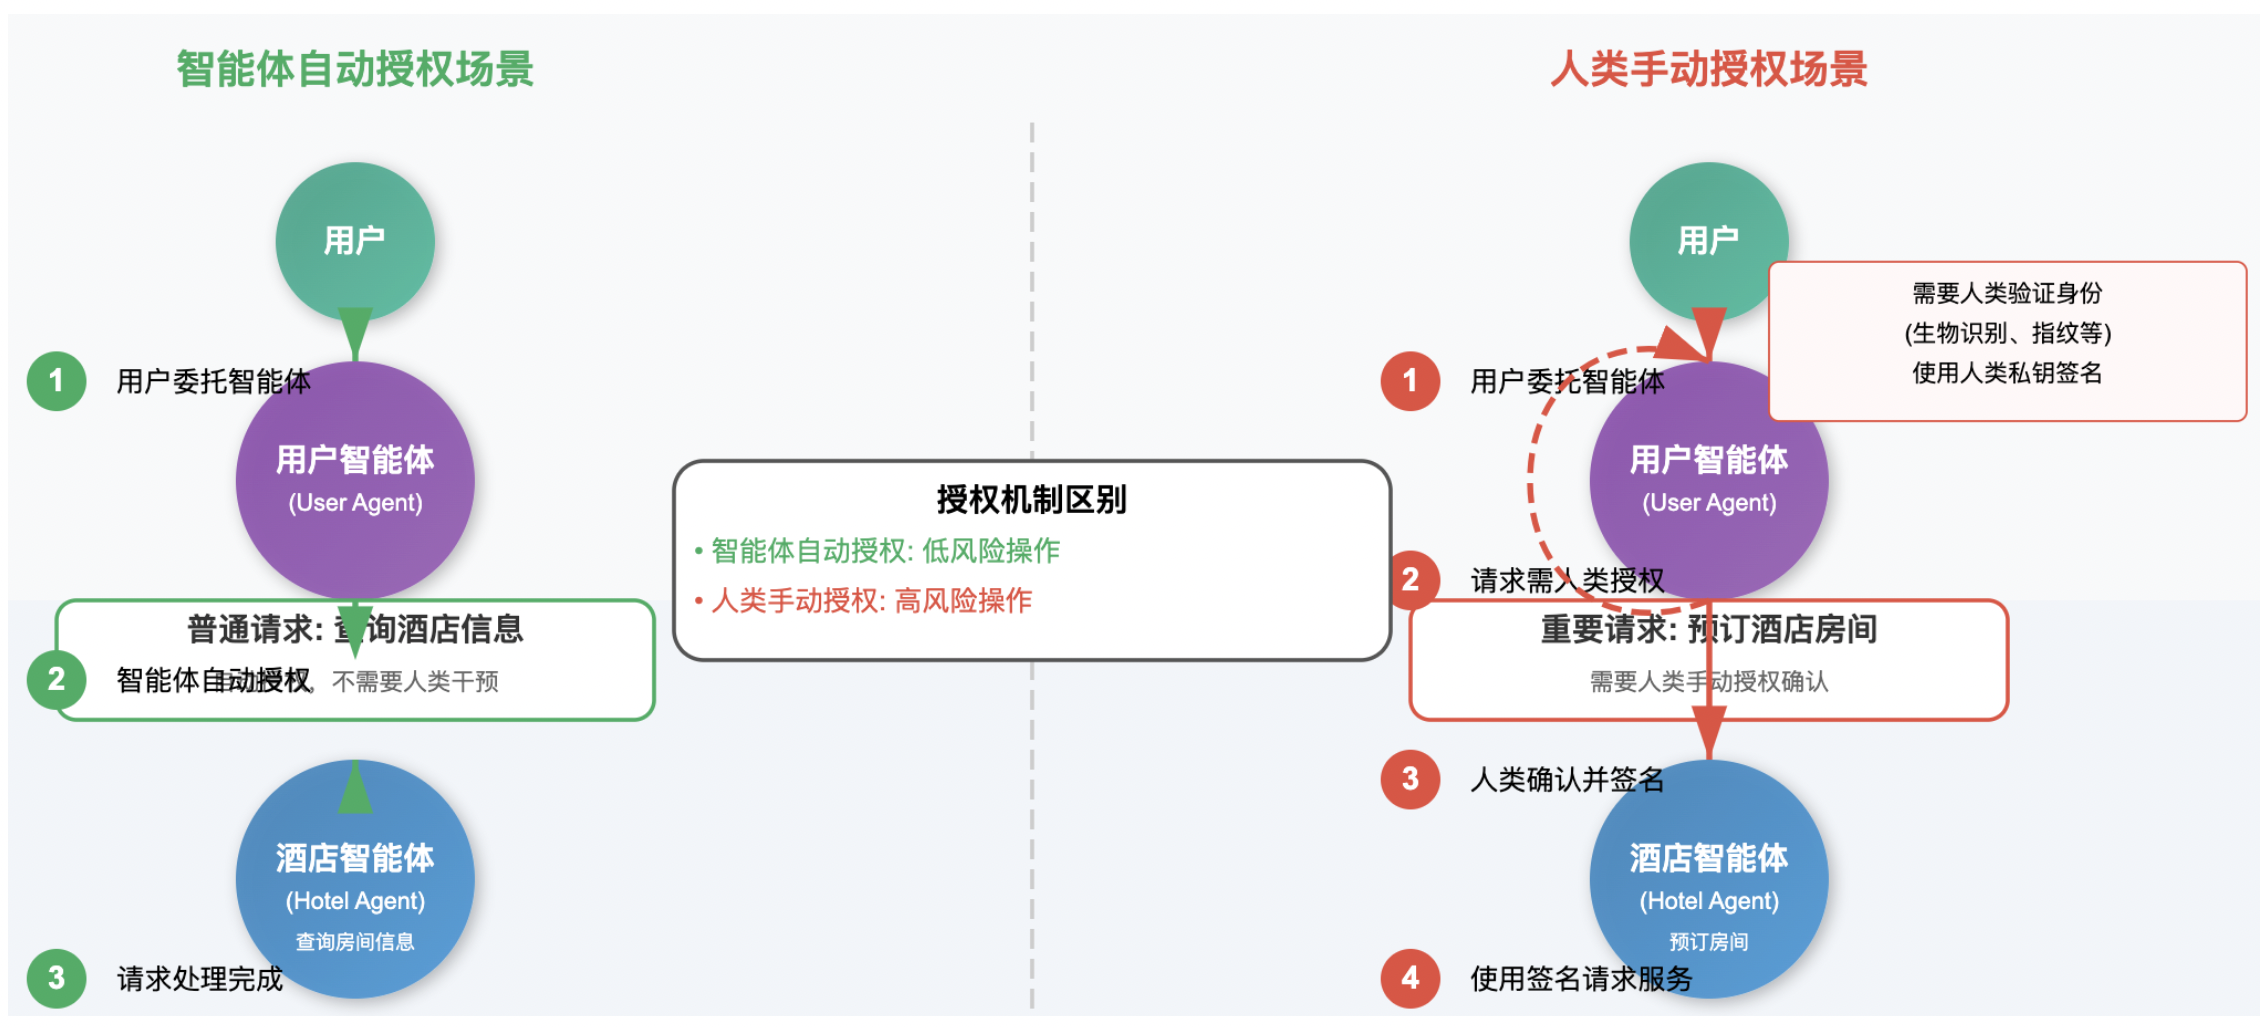 智能体自动授权场景
用户
1
用户委托智能体
用户智能体
(User Agent)
普通请求: 查询酒店信息
自动授权，不需要人类干预
2
智能体自动授权
酒店智能体
(Hotel Agent)
查询房间信息
3
请求处理完成
授权机制区别
• 智能体自动授权: 低风险操作
• 人类手动授权: 高风险操作
人类手动授权场景
用户
需要人类验证身份
(生物识别、指纹等)
使用人类私钥签名
1
用户委托智能体
用户智能体
(User Agent)
2
请求需人类授权
重要请求: 预订酒店房间
需要人类手动授权确认
3
人类确认并签名
酒店智能体
(Hotel Agent)
预订房间
4
使用签名请求服务